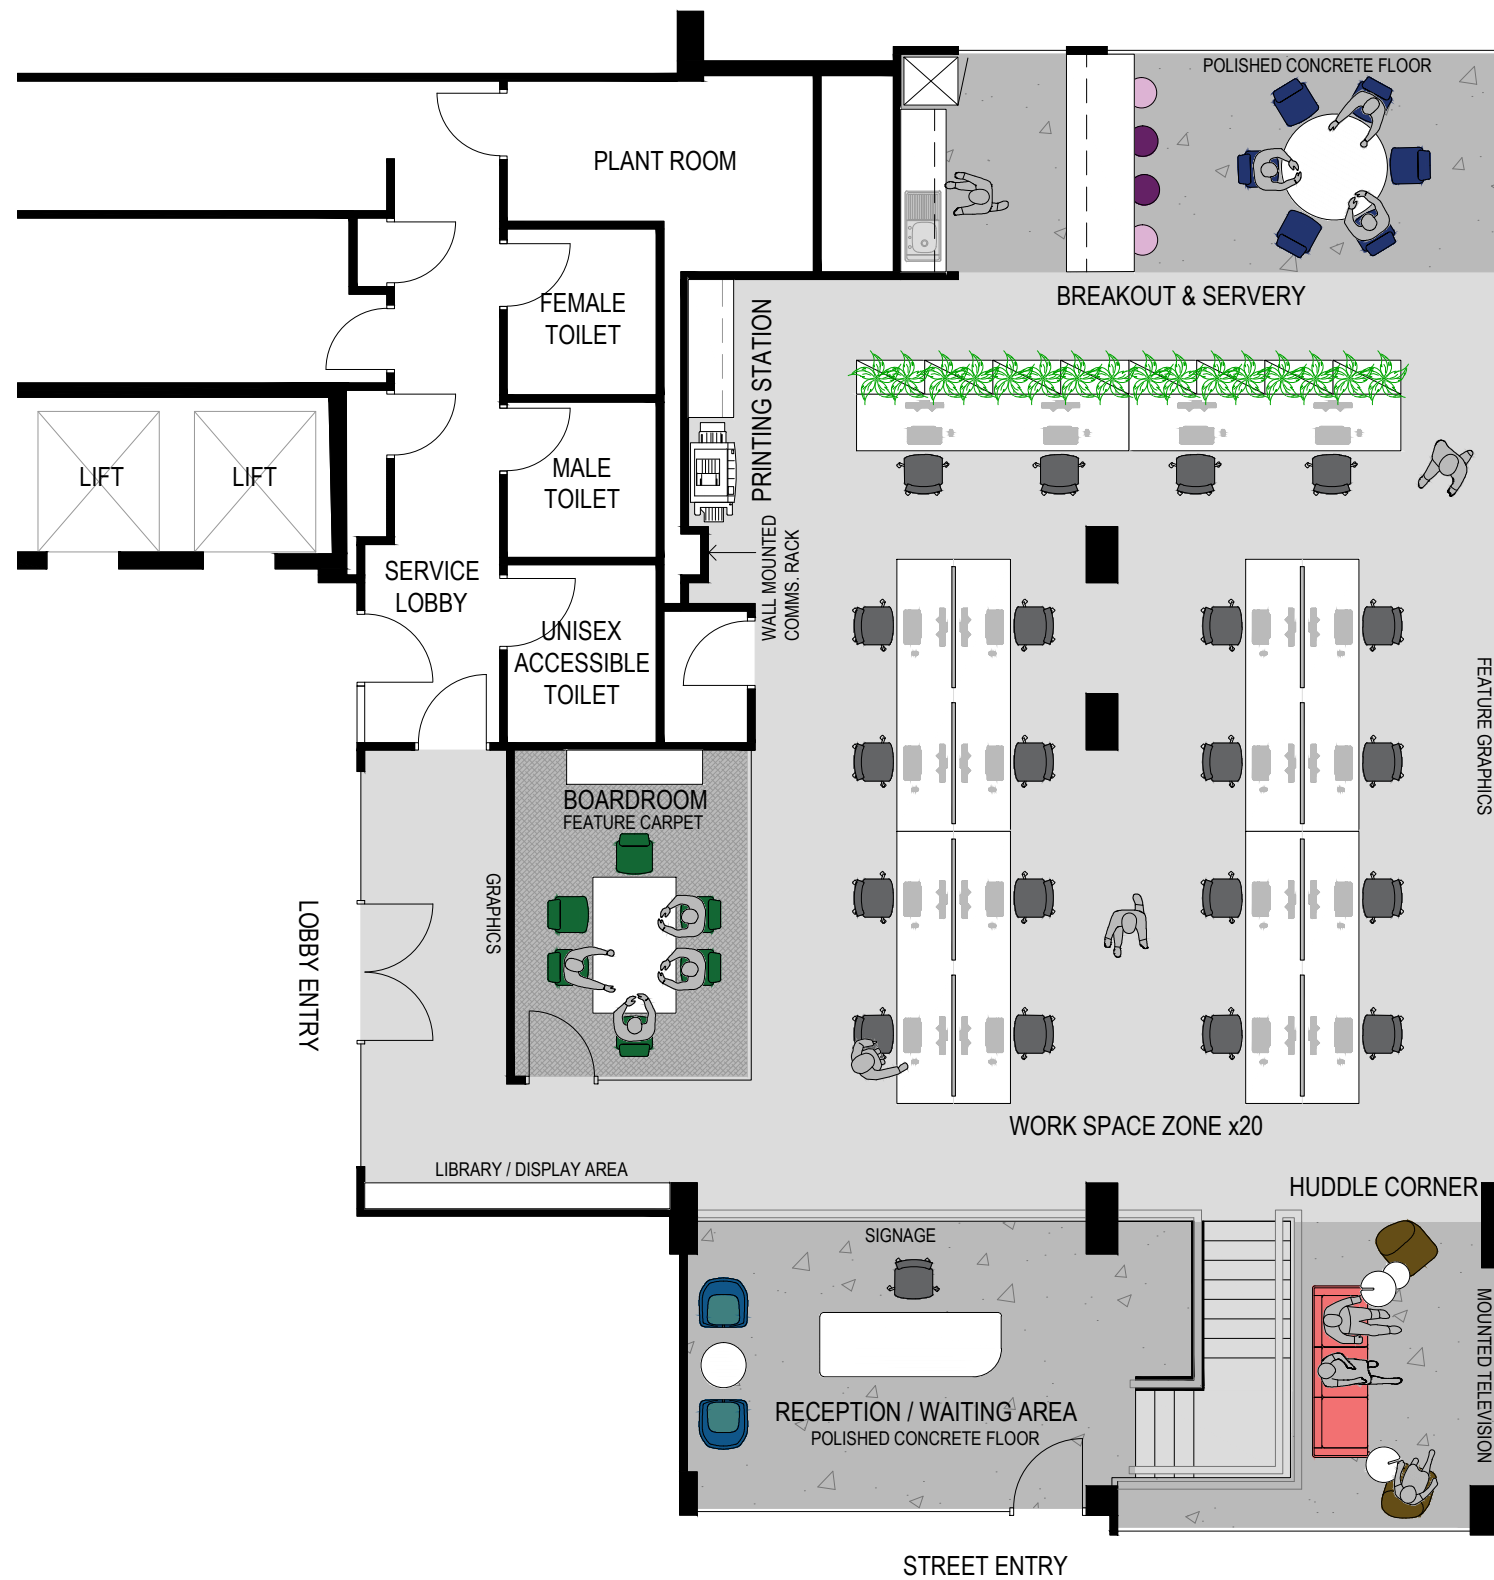 POLISHED CONCRETE FLOOR
PLANT ROOM
BREAKOUT & SERVERY
FEMALE
TOILET
PRINTING STATION
LIFT
LIFT
MALE
TOILET
WALL MOUNTED
COMMS. RACK
SERVICE
LOBBY
UNISEX
ACCESSIBLE
TOILET
FEATURE GRAPHICS
BOARDROOM
FEATURE CARPET
GRAPHICS
LOBBY ENTRY
WORK SPACE ZONE x20
LIBRARY / DISPLAY AREA
HUDDLE CORNER
SIGNAGE
MOUNTED TELEVISION
RECEPTION / WAITING AREA
POLISHED CONCRETE FLOOR
STREET ENTRY